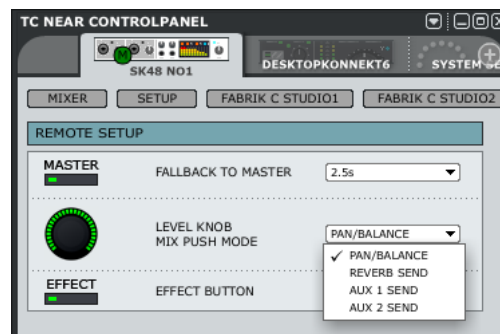 TC NEAR CONTROLPANEL
M
SK48 NO1
DESKTOPKONNEKT6
SYSTEM SE
MIXER
SETUP
FABRIK C STUDIO1
FABRIK C STUDIO2
REMOTE SETUP
MASTER
FALLBACK TO MASTER
2.5s
LEVEL KNOB
MIX PUSH MODE
PAN/BALANCE
✓ PAN/BALANCE
REVERB SEND
AUX 1 SEND
AUX 2 SEND
EFFECT
EFFECT BUTTON